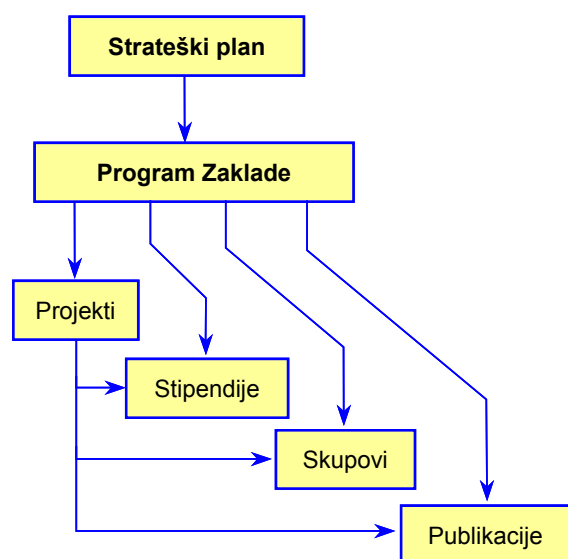 Strateški plan
Program Zaklade
Projekti
Stipendije
Skupovi
Publikacije